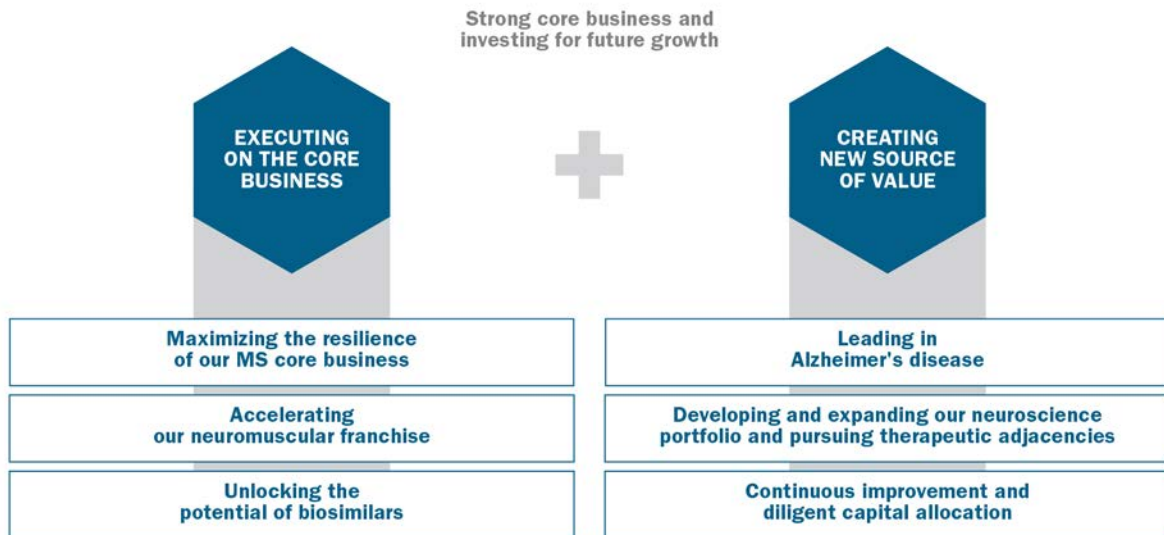 Strong core business and
investing for future growth
EXECUTING
ON THE CORE
BUSINESS
CREATING
NEW SOURCE
OF VALUE
Maximizing the resilience
of our MS core business
Accelerating
our neuromuscular franchise
Unlocking the
potential of biosimilars
Leading in
Alzheimer's disease
Developing and expanding our neuroscience
portfolio and pursuing therapeutic adjacencies
Continuous improvement and
diligent capital allocation